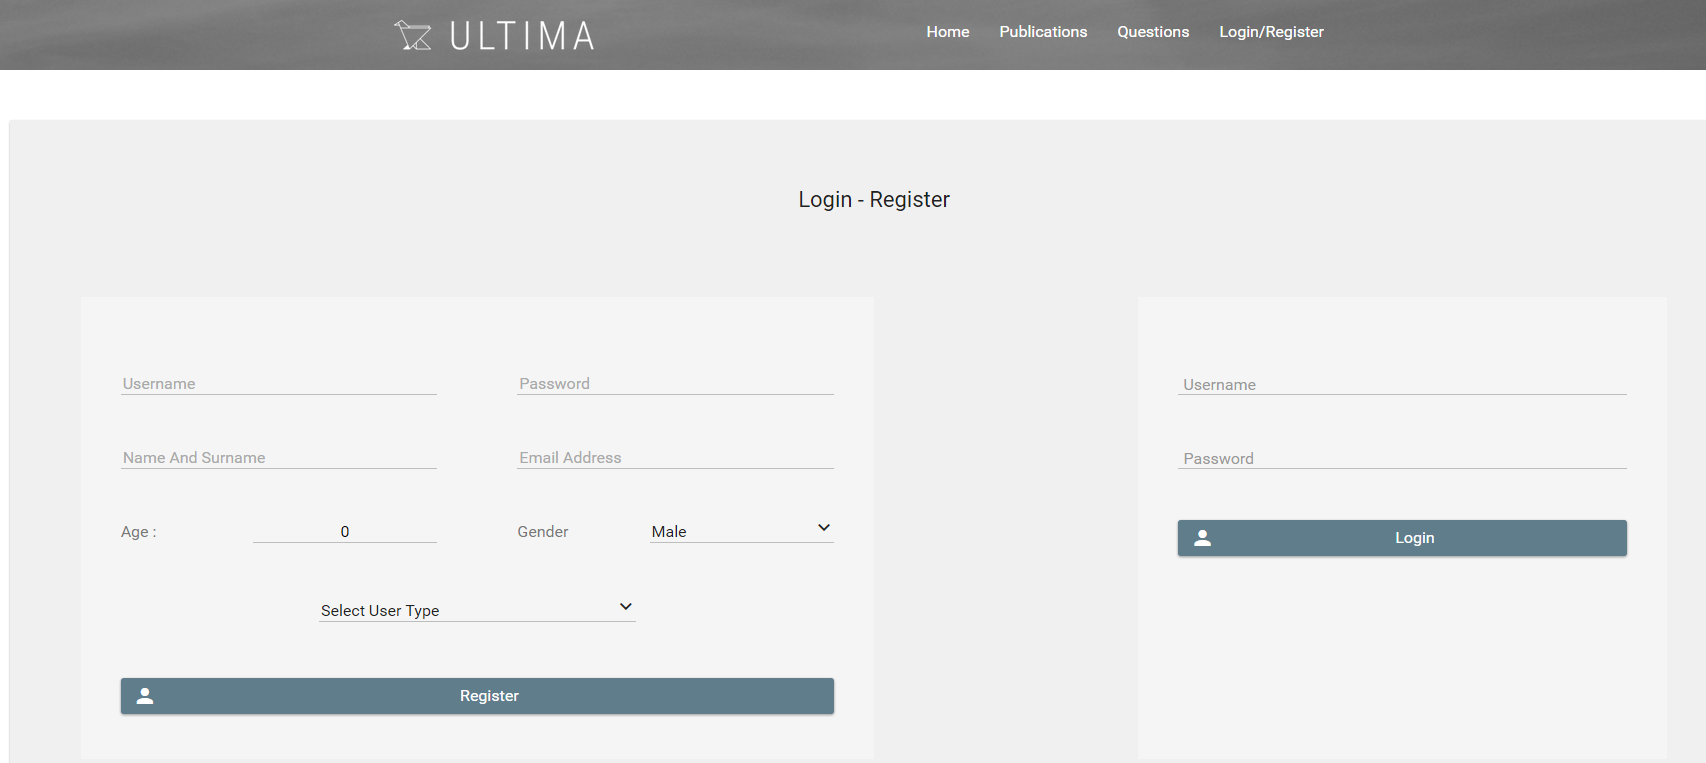 ULTIMA
Home Publications Questions Login/Register
Login - Register
Username Password
Name And Surname Email Address
Age : 0 Gender Male
Select User Type
Register
Username
Password
Login